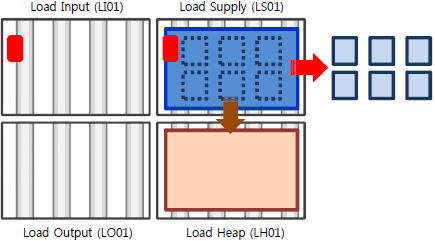 Load Input (LI01)
Load Supply (LS01)
Load Output (LO01)
Load Heap (LH01)